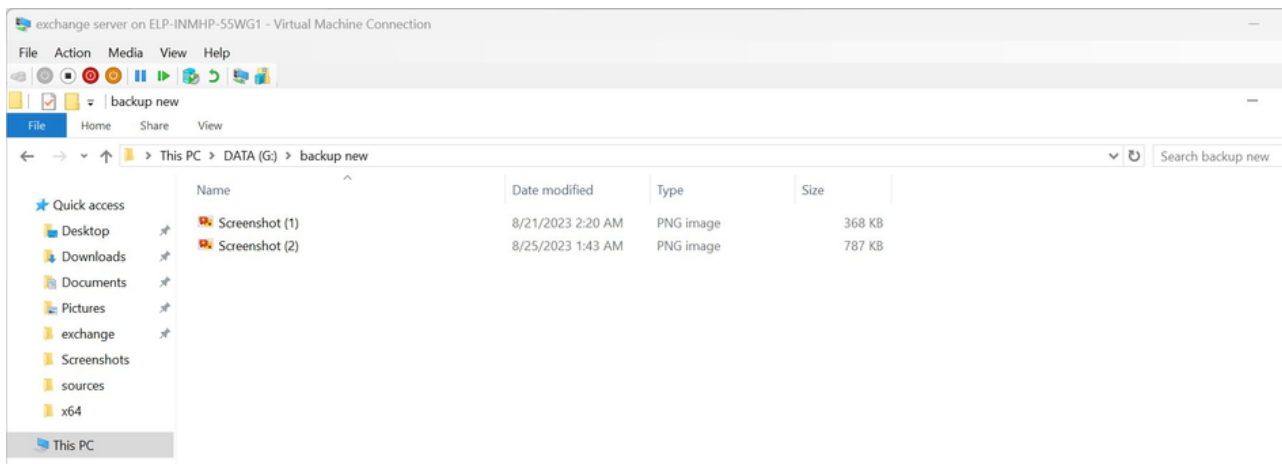 exchange server on ELP-INMHP-55WG1 - Virtual Machine Connection
File Action Media View Help
backup new
File Home Share View
This PC > DATA (G:) > backup new
Search backup new
Name Date modified Type Size
Quick access
Screenshot (1) 8/21/2023 2:20 AM PNG image 368 KB
Desktop
Screenshot (2) 8/25/2023 1:43 AM PNG image 787 KB
Downloads
Documents
Pictures
exchange
Screenshots
sources
x64
This PC